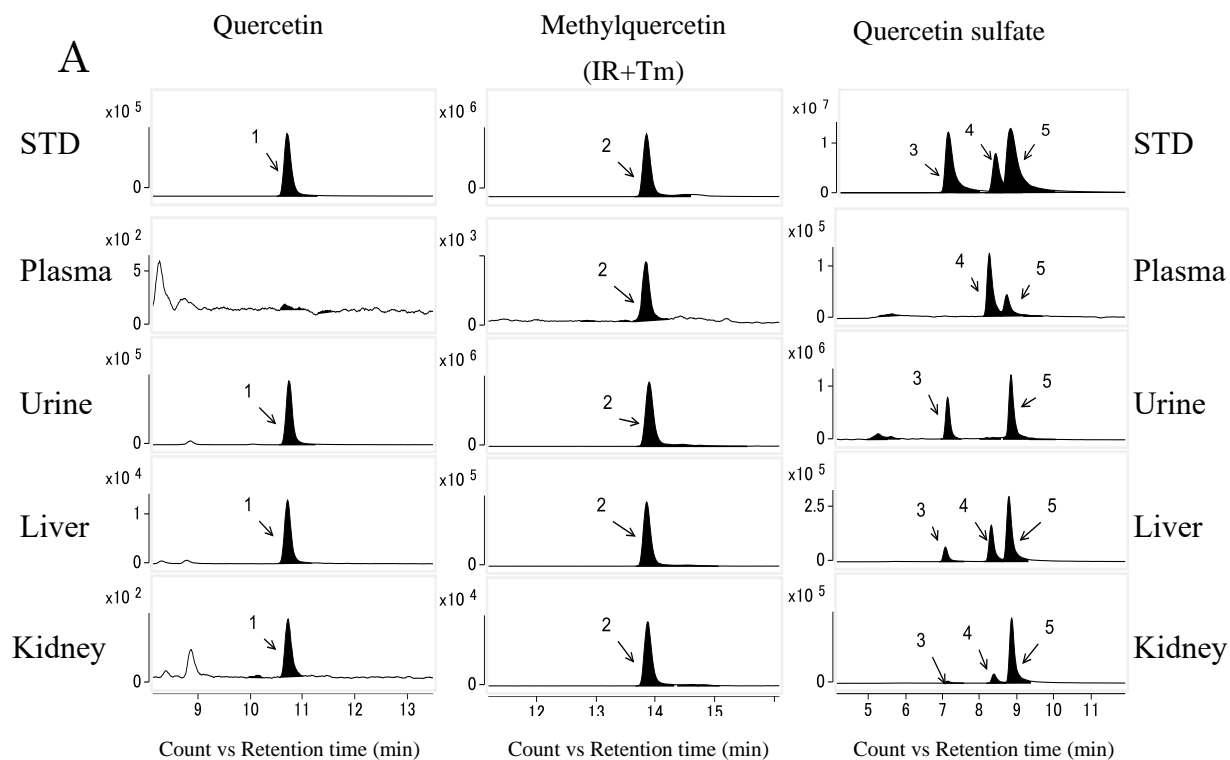 Quercetin
Methylquercetin
(IR+Tm)
Quercetin sulfate
A
STD
x10 5
0
1
x10 6
0
2
x10 7
1
0
3
4
5
STD
Plasma
x10 2
5
0
x10 3
0
2
x10 5
1
0
4
5
Plasma
Urine
x10 5
0
1
x10 6
0
2
x10 6
1
0
3
5
Urine
Liver
x10 4
1
0
1
x10 5
0
2
x10 5
2.5
0
3
4
5
Liver
Kidney
x10 2
0
1
x10 4
0
2
x10 5
0
3
4
5
Kidney
9 10 11 12 13
12 13 14 15
5 6 7 8 9 10 11
Count vs Retention time (min)
Count vs Retention time (min)
Count vs Retention time (min)